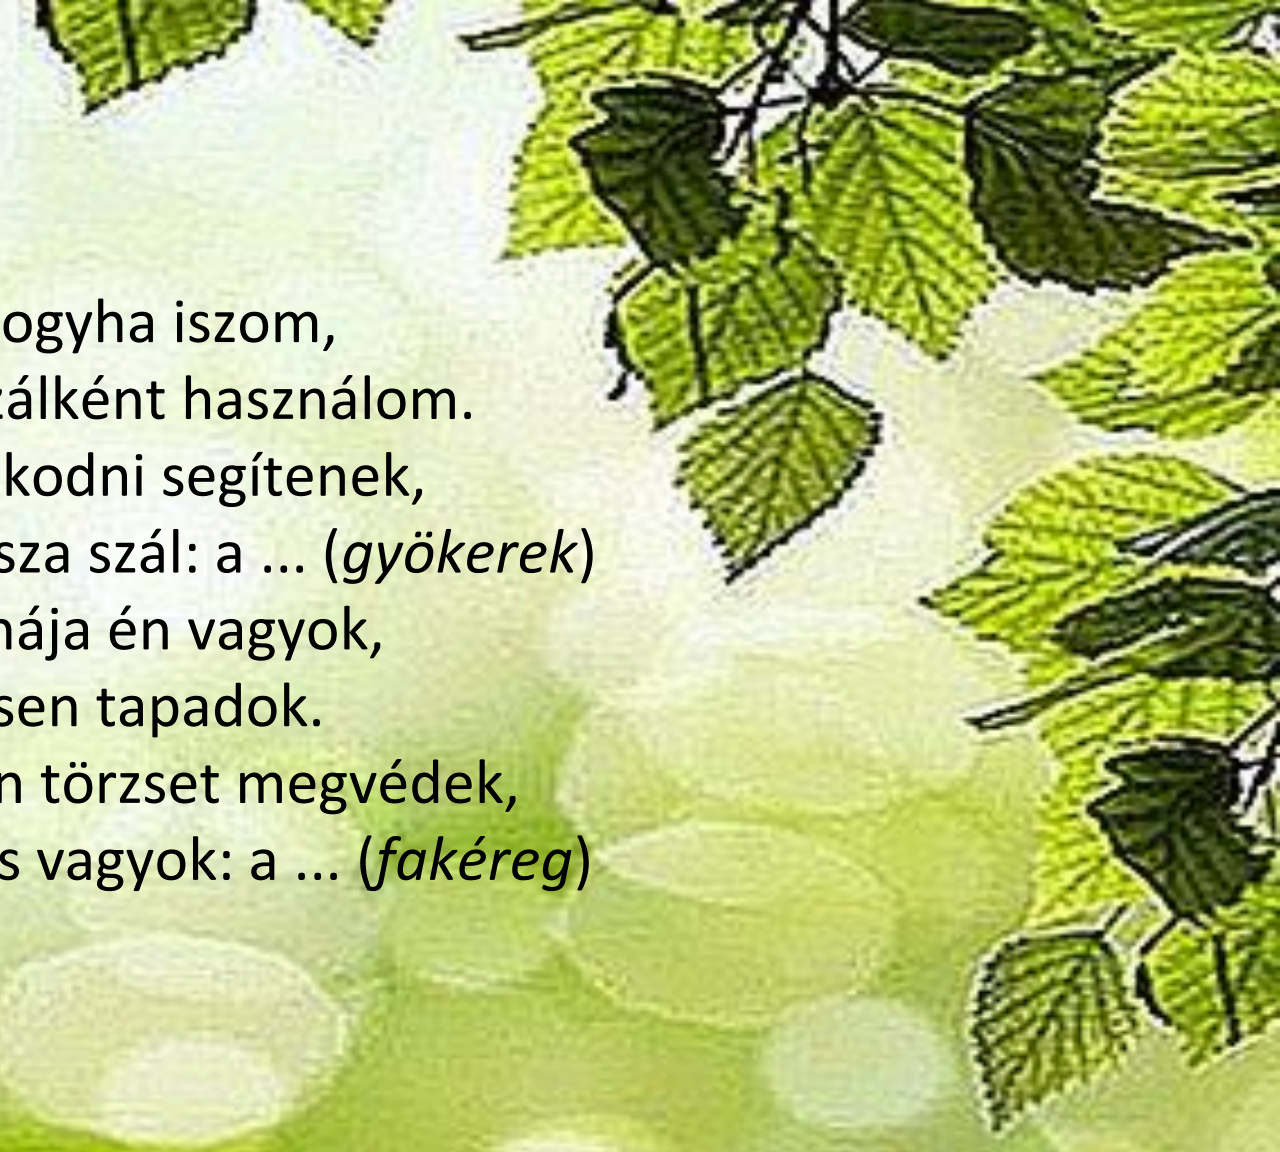 ogyha iszom,
zálként használom.
kodni segítenek,
sza szál: a ... (gyökerek)
nája én vagyok,
sen tapadok.
n törzset megvédek,
s vagyok: a ... (fakéreg)